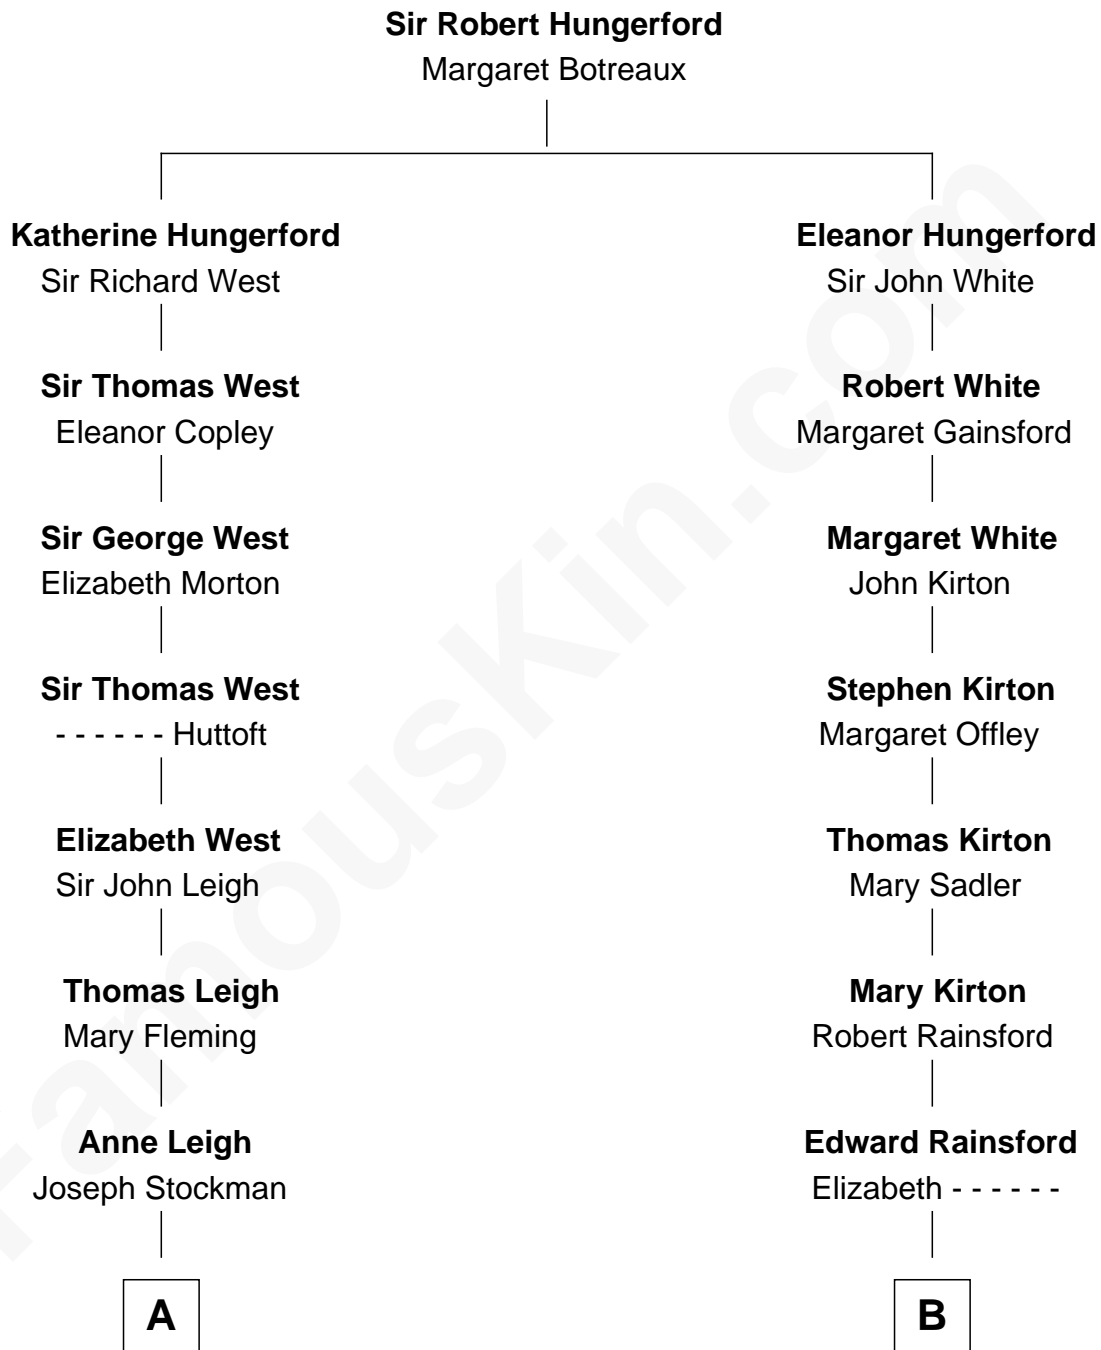 Sir Robert Hungerford
Margaret Botreaux
Katherine Hungerford
Sir Richard West
Eleanor Hungerford
Sir John White
Sir Thomas West
Eleanor Copley
Robert White
Margaret Gainsford
Sir George West
Elizabeth Morton
Margaret White
John Kirton
Sir Thomas West
- - - - - - Huttoft
Stephen Kirton
Margaret Offley
Elizabeth West
Sir John Leigh
Thomas Kirton
Mary Sadler
Thomas Leigh
Mary Fleming
Mary Kirton
Robert Rainsford
Anne Leigh
Joseph Stockman
Edward Rainsford
Elizabeth - - - - - -
A
B
FamousKin.com